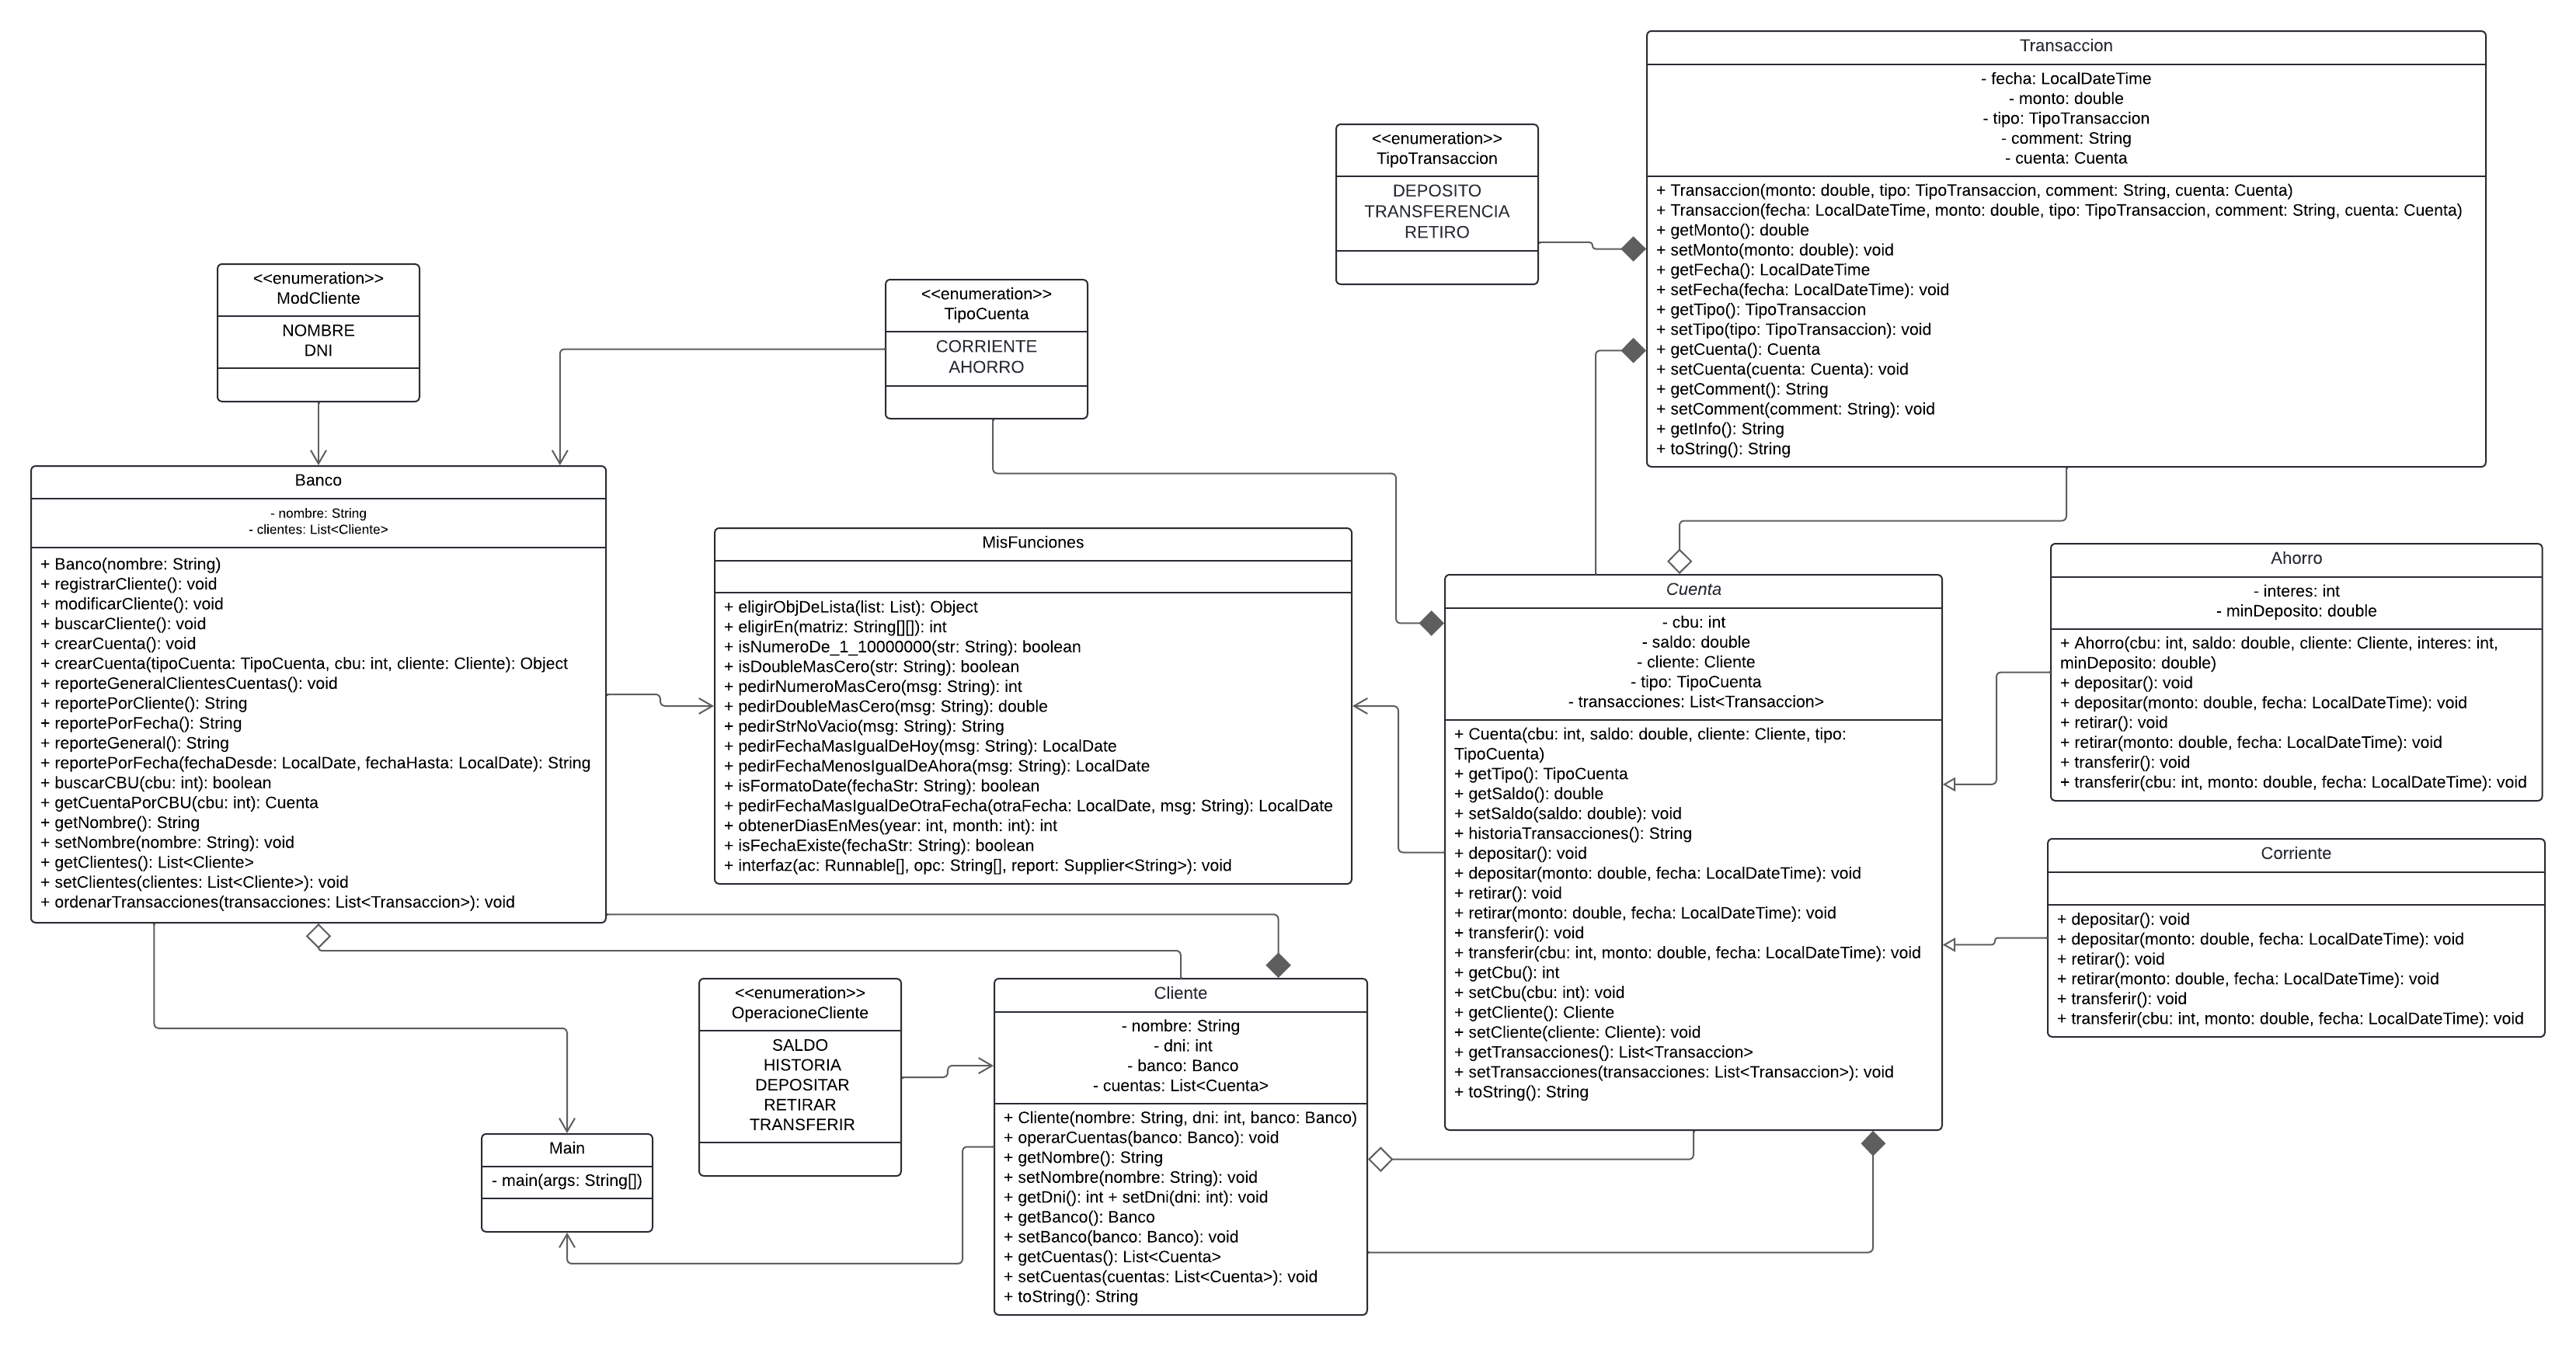 Transaccion
- fecha: LocalDateTime
- monto: double
- tipo: TipoTransaccion
- comment: String
- cuenta: Cuenta
+ Transaccion(monto: double, tipo: TipoTransaccion, comment: String, cuenta: Cuenta)
+ Transaccion(fecha: LocalDateTime, monto: double, tipo: TipoTransaccion, comment: String, cuenta: Cuenta)
+ getMonto(): double
+ setMonto(monto: double): void
+ getFecha(): LocalDateTime
+ setFecha(fecha: LocalDateTime): void
+ getTipo(): TipoTransaccion
+ setTipo(tipo: TipoTransaccion): void
+ getCuenta(): Cuenta
+ setCuenta(cuenta: Cuenta): void
+ getComment(): String
+ setComment(comment: String): void
+ getInfo(): String
+ toString(): String
<<enumeration>>
TipoTransaccion
DEPOSITO
TRANSFERENCIA
RETIRO
<<enumeration>>
ModCliente
NOMBRE
DNI
<<enumeration>>
TipoCuenta
CORRIENTE
AHORRO
Banco
- nombre: String
- clientes: List<Cliente>
+ Banco(nombre: String)
+ registrarCliente(): void
+ modificarCliente(): void
+ buscarCliente(): void
+ crearCuenta(): void
+ crearCuenta(tipoCuenta: TipoCuenta, cbu: int, cliente: Cliente): Object
+ reporteGeneralClientesCuentas(): void
+ reportePorCliente(): String
+ reportePorFecha(): String
+ reporteGeneral(): String
+ reportePorFecha(fechaDesde: LocalDate, fechaHasta: LocalDate): String
+ buscarCBU(cbu: int): boolean
+ getCuentaPorCBU(cbu: int): Cuenta
+ getNombre(): String
+ setNombre(nombre: String): void
+ getClientes(): List<Cliente>
+ setClientes(clientes: List<Cliente>): void
+ ordenarTransacciones(transacciones: List<Transaccion>): void
MisFunciones
+ eligirObjDeLista(list: List): Object
+ eligirEn(matriz: String[][]): int
+ isNumeroDe_1_10000000(str: String): boolean
+ isDoubleMasCero(str: String): boolean
+ pedirNumeroMasCero(msg: String): int
+ pedirDoubleMasCero(msg: String): double
+ pedirStrNoVacio(msg: String): String
+ pedirFechaMasIgualDeHoy(msg: String): LocalDate
+ pedirFechaMenosIgualDeAhora(msg: String): LocalDate
+ isFormatoDate(fechaStr: String): boolean
+ pedirFechaMasIgualDeOtraFecha(otraFecha: LocalDate, msg: String): LocalDate
+ obtenerDiasEnMes(year: int, month: int): int
+ isFechaExiste(fechaStr: String): boolean
+ interfaz(ac: Runnable[], opc: String[], report: Supplier<String>): void
Cuenta
- cbu: int
- saldo: double
- cliente: Cliente
- tipo: TipoCuenta
- transacciones: List<Transaccion>
+ Cuenta(cbu: int, saldo: double, cliente: Cliente, tipo:
TipoCuenta)
+ getTipo(): TipoCuenta
+ getSaldo(): double
+ setSaldo(saldo: double): void
+ historiaTransacciones(): String
+ depositar(): void
+ depositar(monto: double, fecha: LocalDateTime): void
+ retirar(): void
+ retirar(monto: double, fecha: LocalDateTime): void
+ transferir(): void
+ transferir(cbu: int, monto: double, fecha: LocalDateTime): void
+ getCbu(): int
+ setCbu(cbu: int): void
+ getCliente(): Cliente
+ setCliente(cliente: Cliente): void
+ getTransacciones(): List<Transaccion>
+ setTransacciones(transacciones: List<Transaccion>): void
+ toString(): String
Ahorro
- interes: int
- minDeposito: double
+ Ahorro(cbu: int, saldo: double, cliente: Cliente, interes: int,
minDeposito: double)
+ depositar(): void
+ depositar(monto: double, fecha: LocalDateTime): void
+ retirar(): void
+ retirar(monto: double, fecha: LocalDateTime): void
+ transferir(): void
+ transferir(cbu: int, monto: double, fecha: LocalDateTime): void
Corriente
+ depositar(): void
+ depositar(monto: double, fecha: LocalDateTime): void
+ retirar(): void
+ retirar(monto: double, fecha: LocalDateTime): void
+ transferir(): void
+ transferir(cbu: int, monto: double, fecha: LocalDateTime): void
<<enumeration>>
OperacioneCliente
SALDO
HISTORIA
DEPOSITAR
RETIRAR
TRANSFERIR
Cliente
- nombre: String
- dni: int
- banco: Banco
- cuentas: List<Cuenta>
+ Cliente(nombre: String, dni: int, banco: Banco)
+ operarCuentas(banco: Banco): void
+ getNombre(): String
+ setNombre(nombre: String): void
+ getDni(): int + setDni(dni: int): void
+ getBanco(): Banco
+ setBanco(banco: Banco): void
+ getCuentas(): List<Cuenta>
+ setCuentas(cuentas: List<Cuenta>): void
+ toString(): String
Main
- main(args: String[])